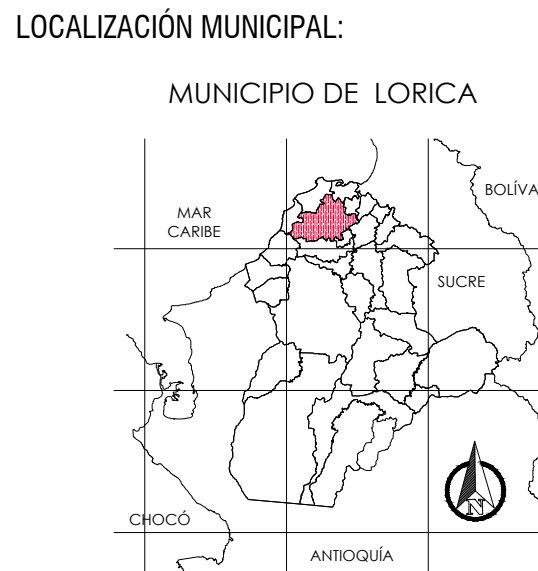 LOCALIZACIÓN MUNICIPAL:
MUNICIPIO DE LORICA
BOLÍVA
MAR
CARIBE
SUCRE
N
CHOCÓ
ANTIOQUÍA